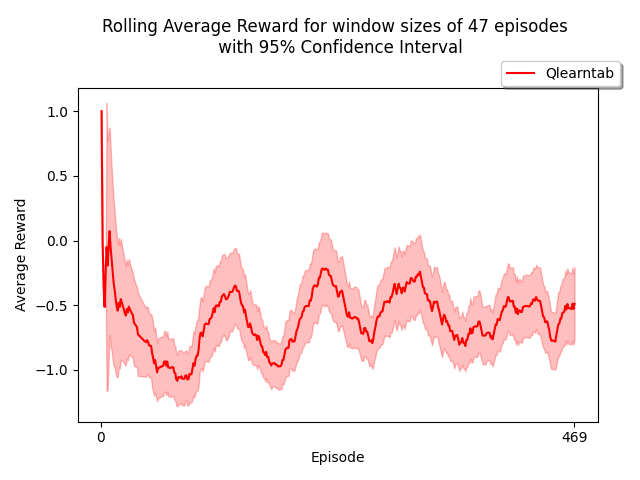 Rolling Average Reward for window sizes of 47 episodes
with 95% Confidence Interval
Qlearntab
1.0
0.5
0.0
−0.5
−1.0
Average Reward
0
469
Episode